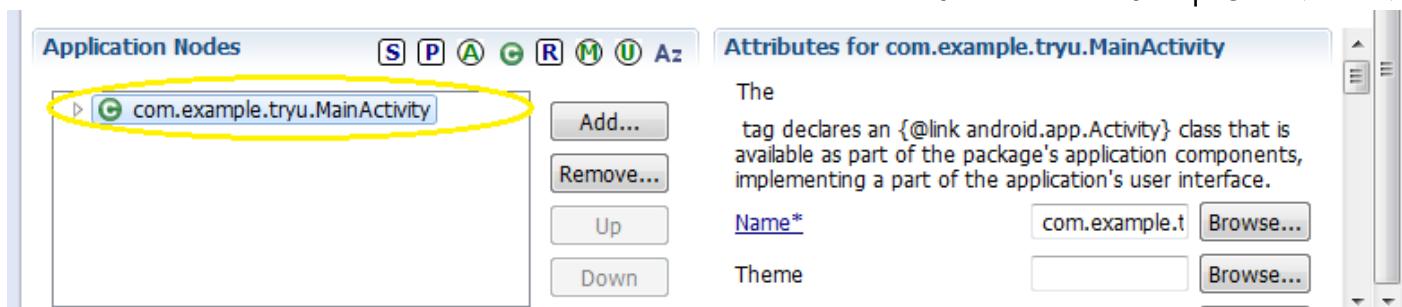 Application Nodes
S P A C R M U Az
Attributes for com.example.tryu.MainActivity
C com.example.tryu.MainActivity
Add...
Remove...
Up
Down
The
tag declares an {@link android.app.Activity} class that is
available as part of the package's application components,
implementing a part of the application's user interface.
Name*
com.example.t
Browse...
Theme
Browse...